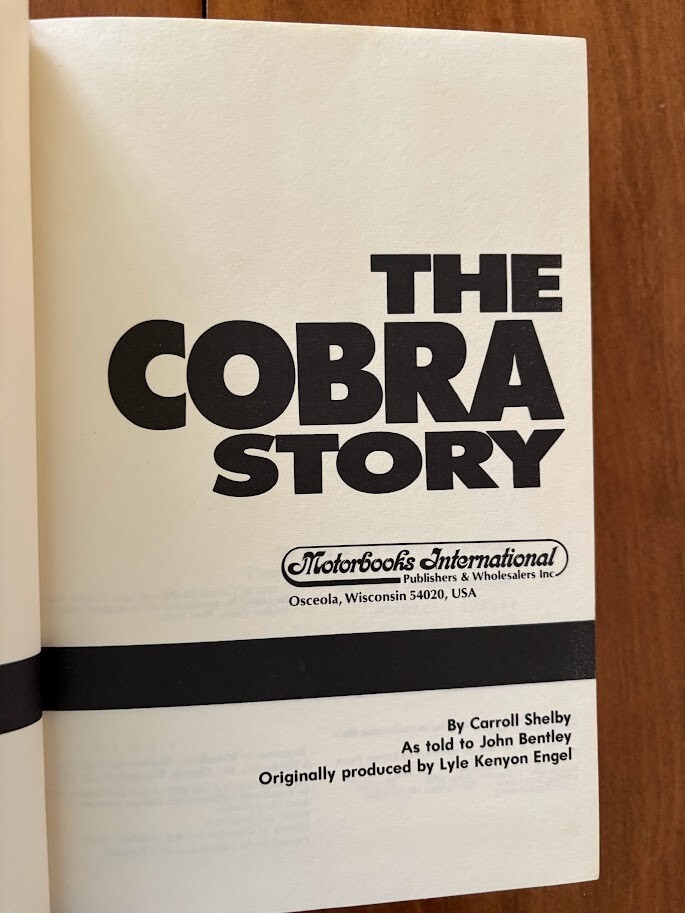 THE
COBRA
STORY
Motorbooks International
Publishers & Wholesalers Inc
Osceola, Wisconsin 54020, USA
By Carroll Shelby
As told to John Bentley
Originally produced by Lyle Kenyon Engel